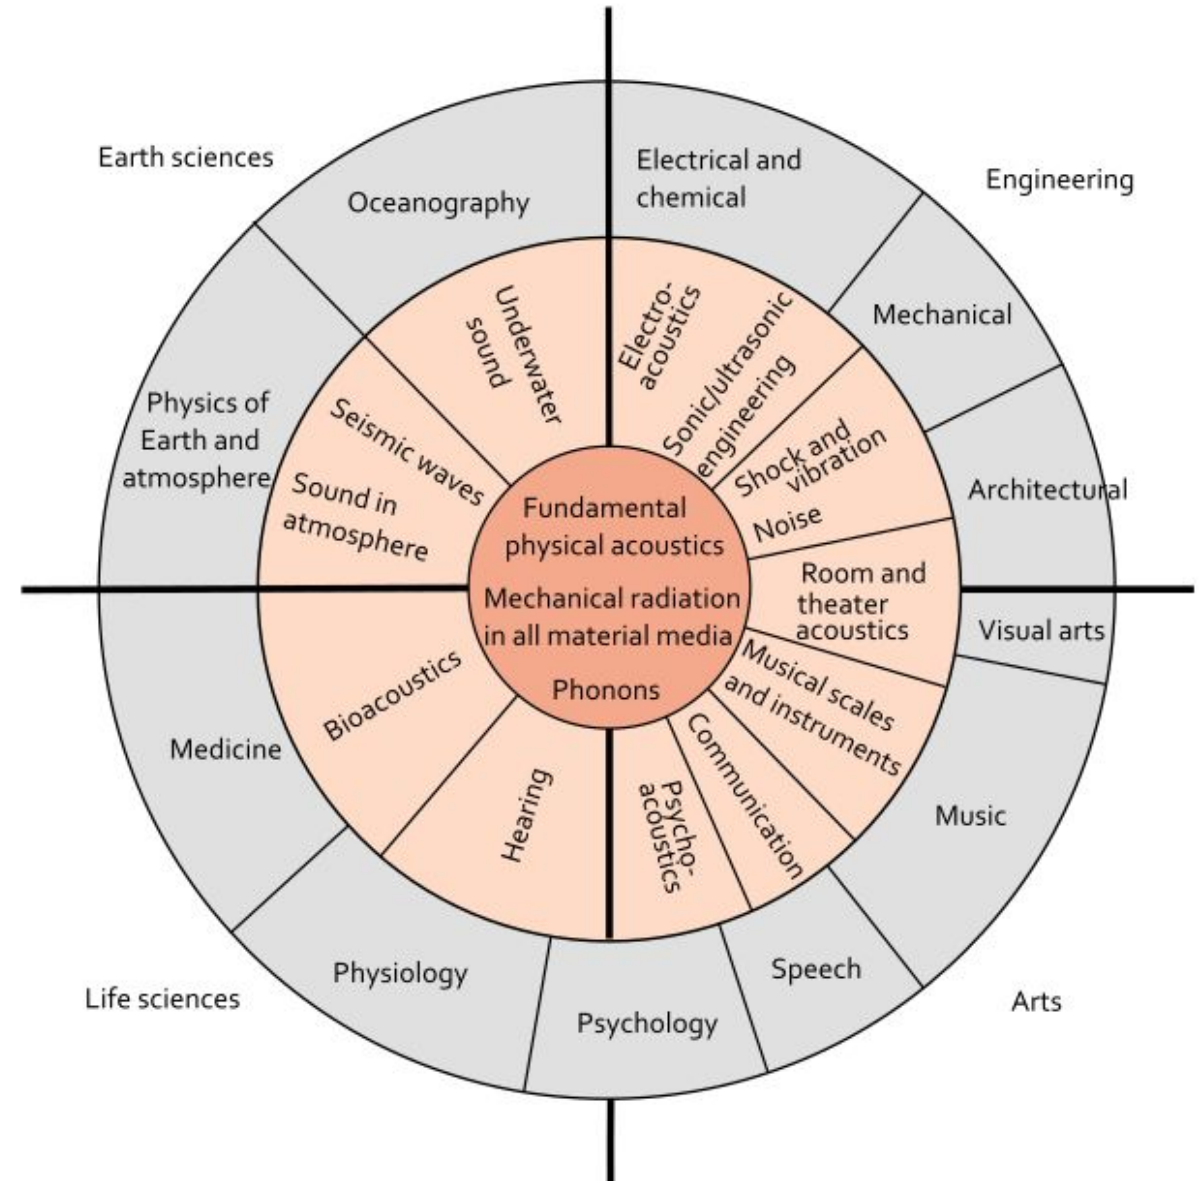 Earth sciences
Engineering
Arts
Life sciences
Oceanography
Electrical and
chemical
Mechanical
Architectural
Visual arts
Music
Speech
Psychology
Physiology
Medicine
Physics of
Earth and
atmosphere
Underwater
sound
Electro-
acoustics
Sonic/ultrasonic
engineering
Shock and
vibration
Noise
Room and
theater
acoustics
Musical scales
and instruments
Communication
Psycho-
acoustics
Hearing
Bioacoustics
Sound in
atmosphere
Seismic waves
Fundamental
physical acoustics
Mechanical radiation
in all material media
Phonons